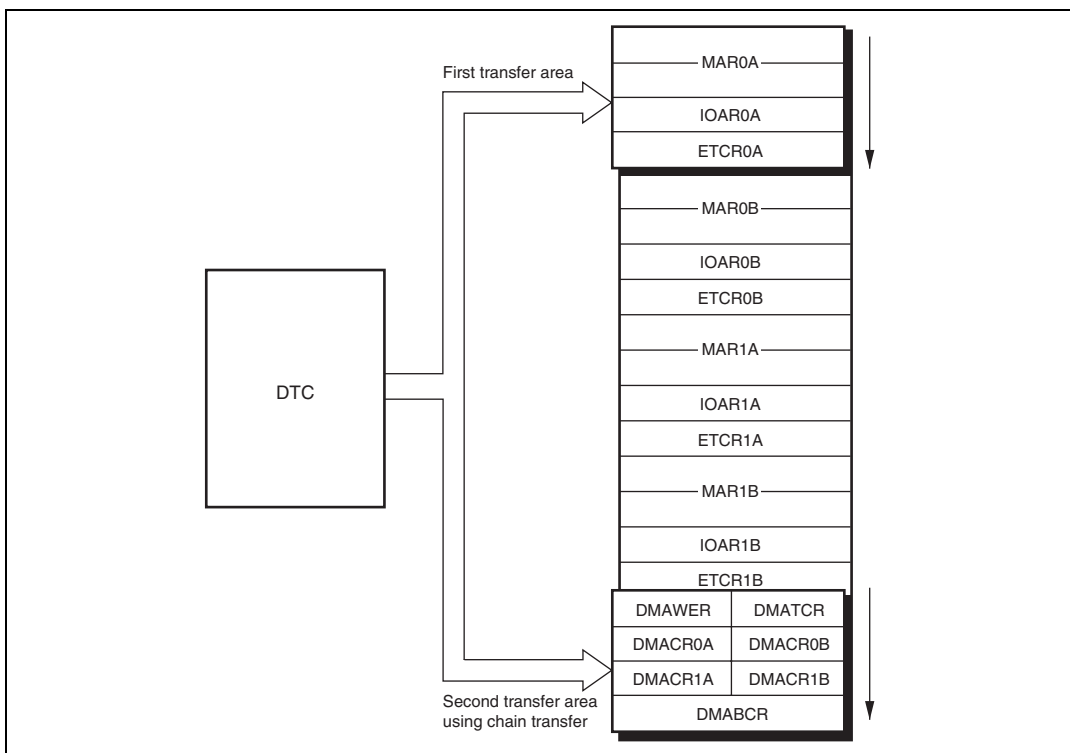 First transfer area
MAR0A
IOAR0A
ETCR0A
MAR0B
IOAR0B
ETCR0B
MAR1A
DTC
IOAR1A
ETCR1A
MAR1B
IOAR1B
ETCR1B
DMAWER DMATCR
DMACR0A DMACR0B
DMACR1A DMACR1B
Second transfer area
using chain transfer
DMABCR